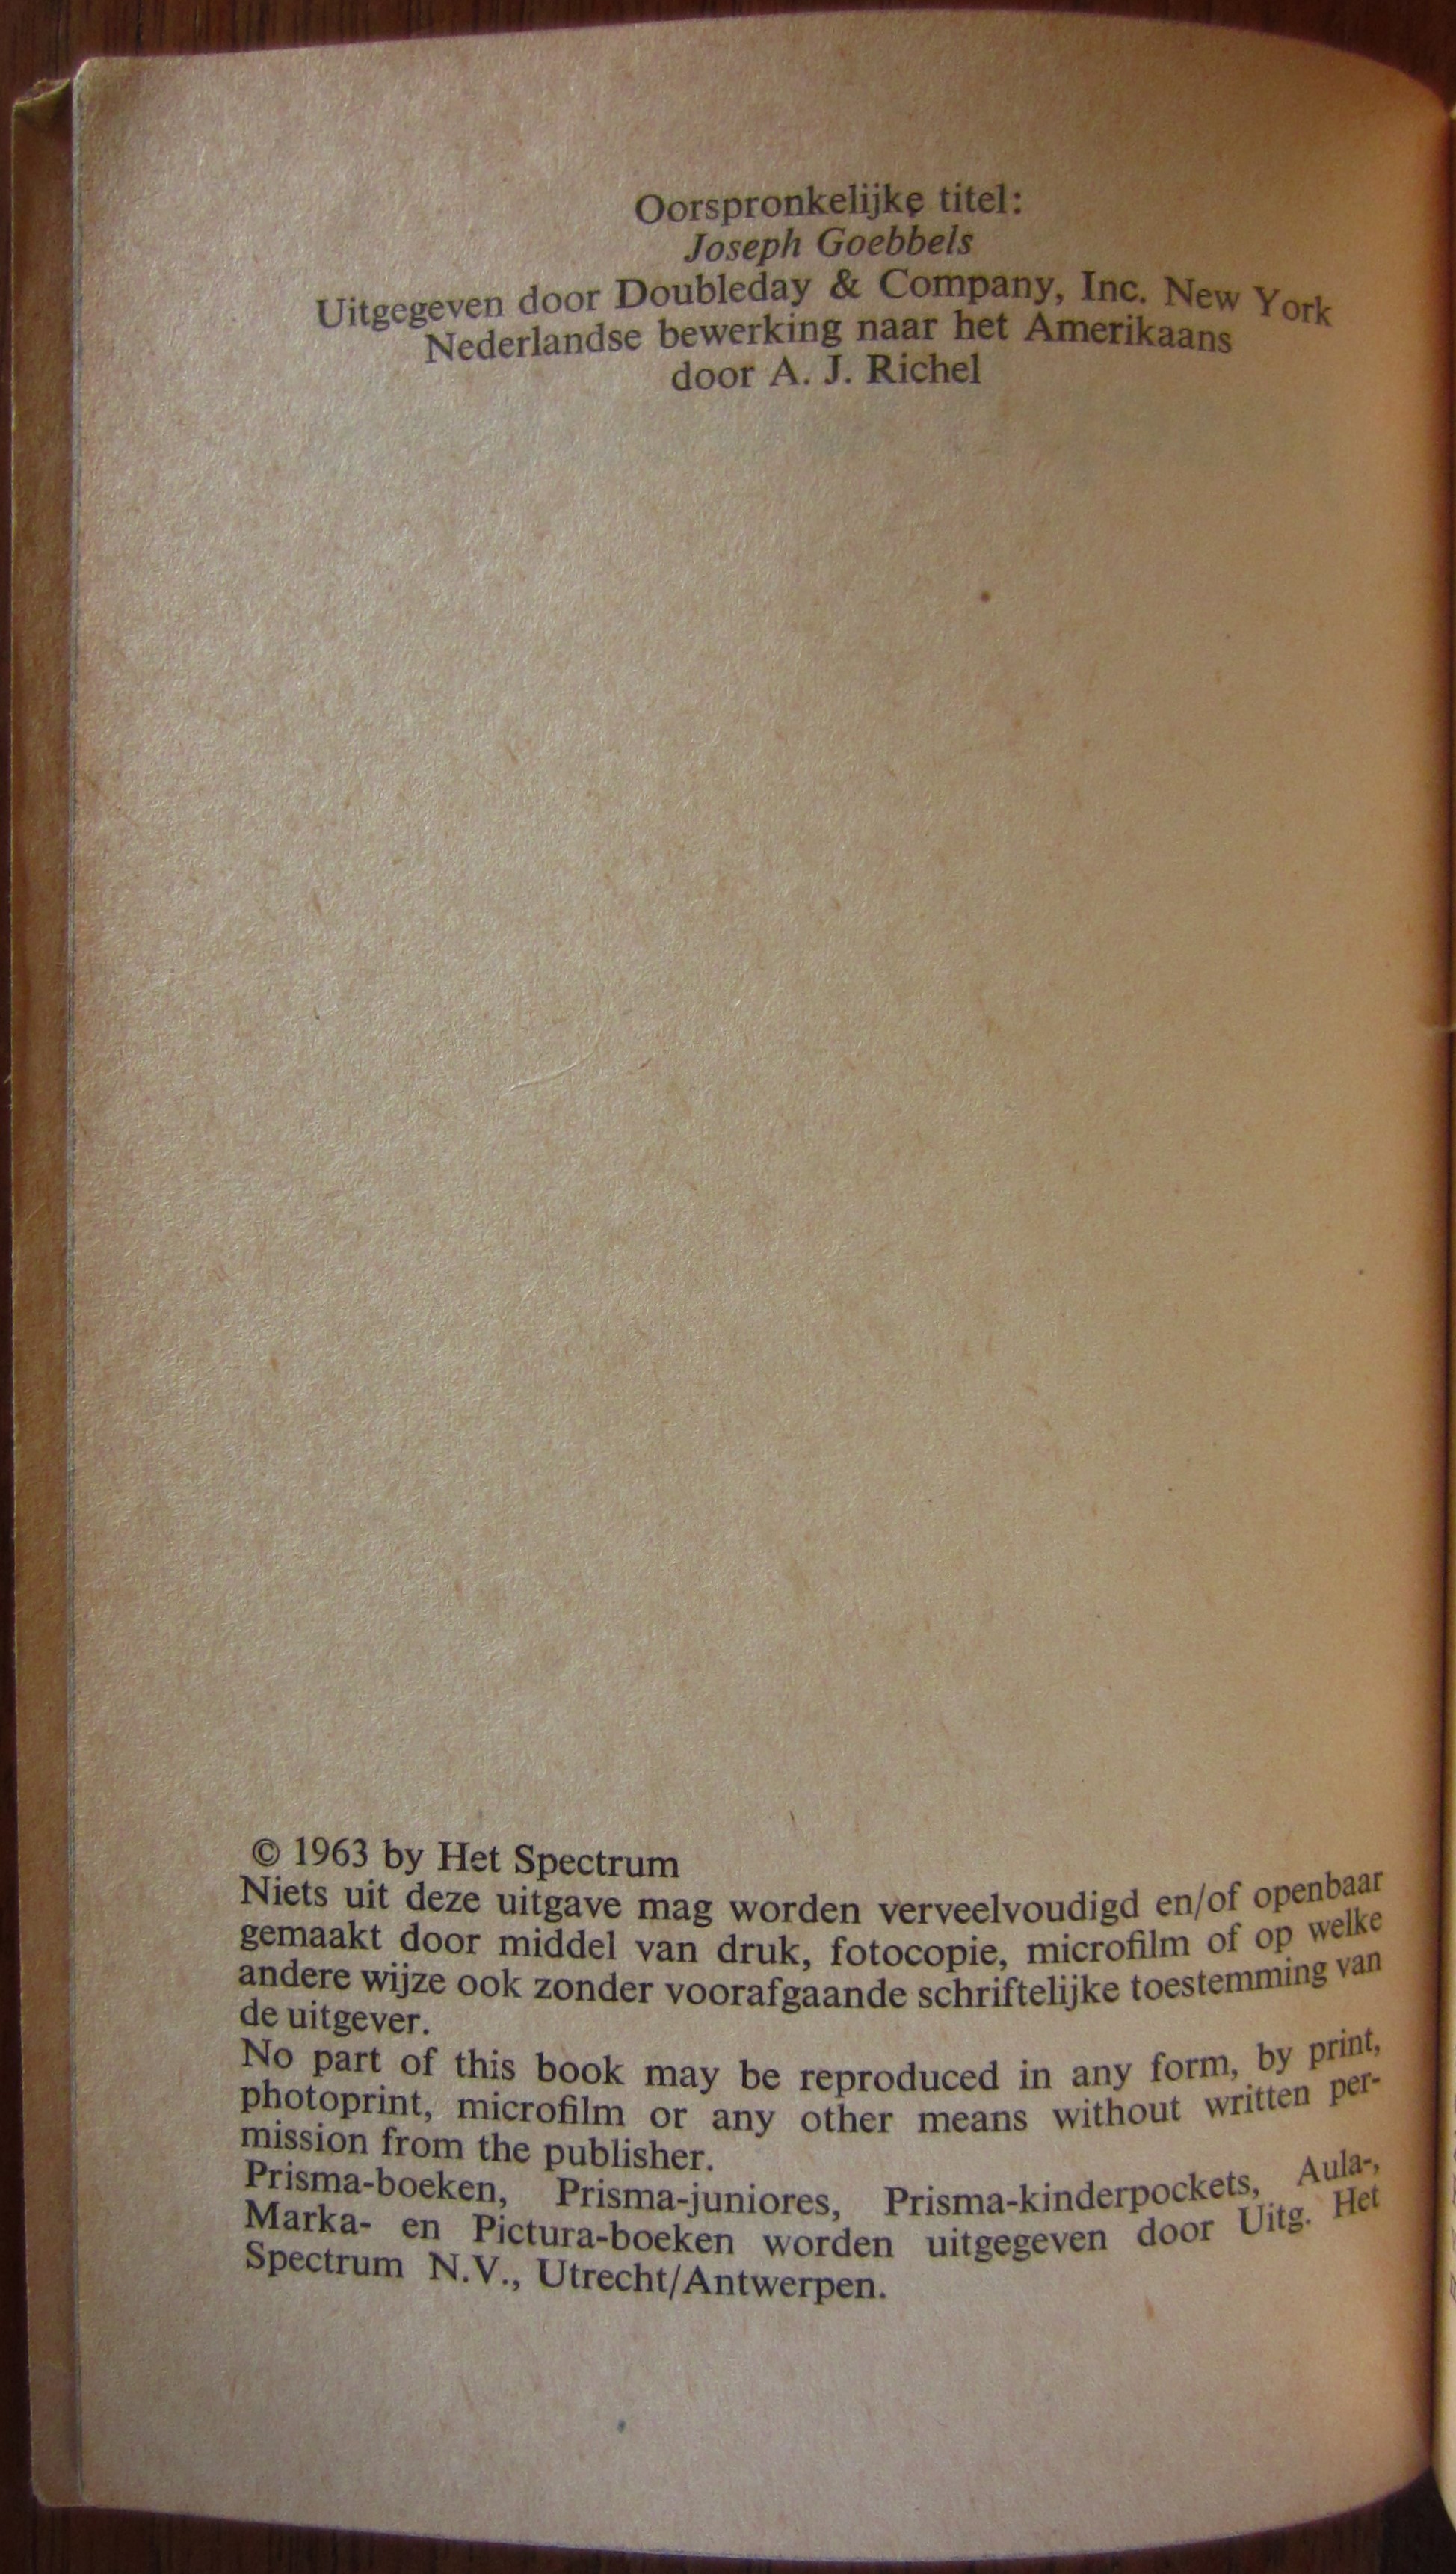 Oorspronkelijke titel:
Joseph Goebbels
Uitgegeven door Doubleday & Company, Inc. New York
Nederlandse bewerking naar het Amerikaans
door A. J. Richel
© 1963 by Het Spectrum
Niets uit deze uitgave mag worden verveelvoudigd en/of openbaar
gemaakt door middel van druk, fotocopie, microfilm of op welke
andere wijze ook zonder voorafgaande schriftelijke toestemming van
de uitgever.
No part of this book may be reproduced in any form, by print,
photoprint, microfilm or any other means without written per-
mission from the publisher.
Prisma-boeken, Prisma-juniores, Prisma-kinderpockets, Aula-,
Marka- en Pictura-boeken worden uitgegeven door Uitg. Het
Spectrum N.V., Utrecht/Antwerpen.